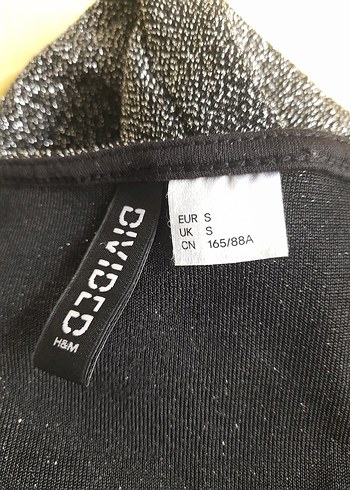 DIVIDED
H&M
EUR S
UK S
CN 165/88A